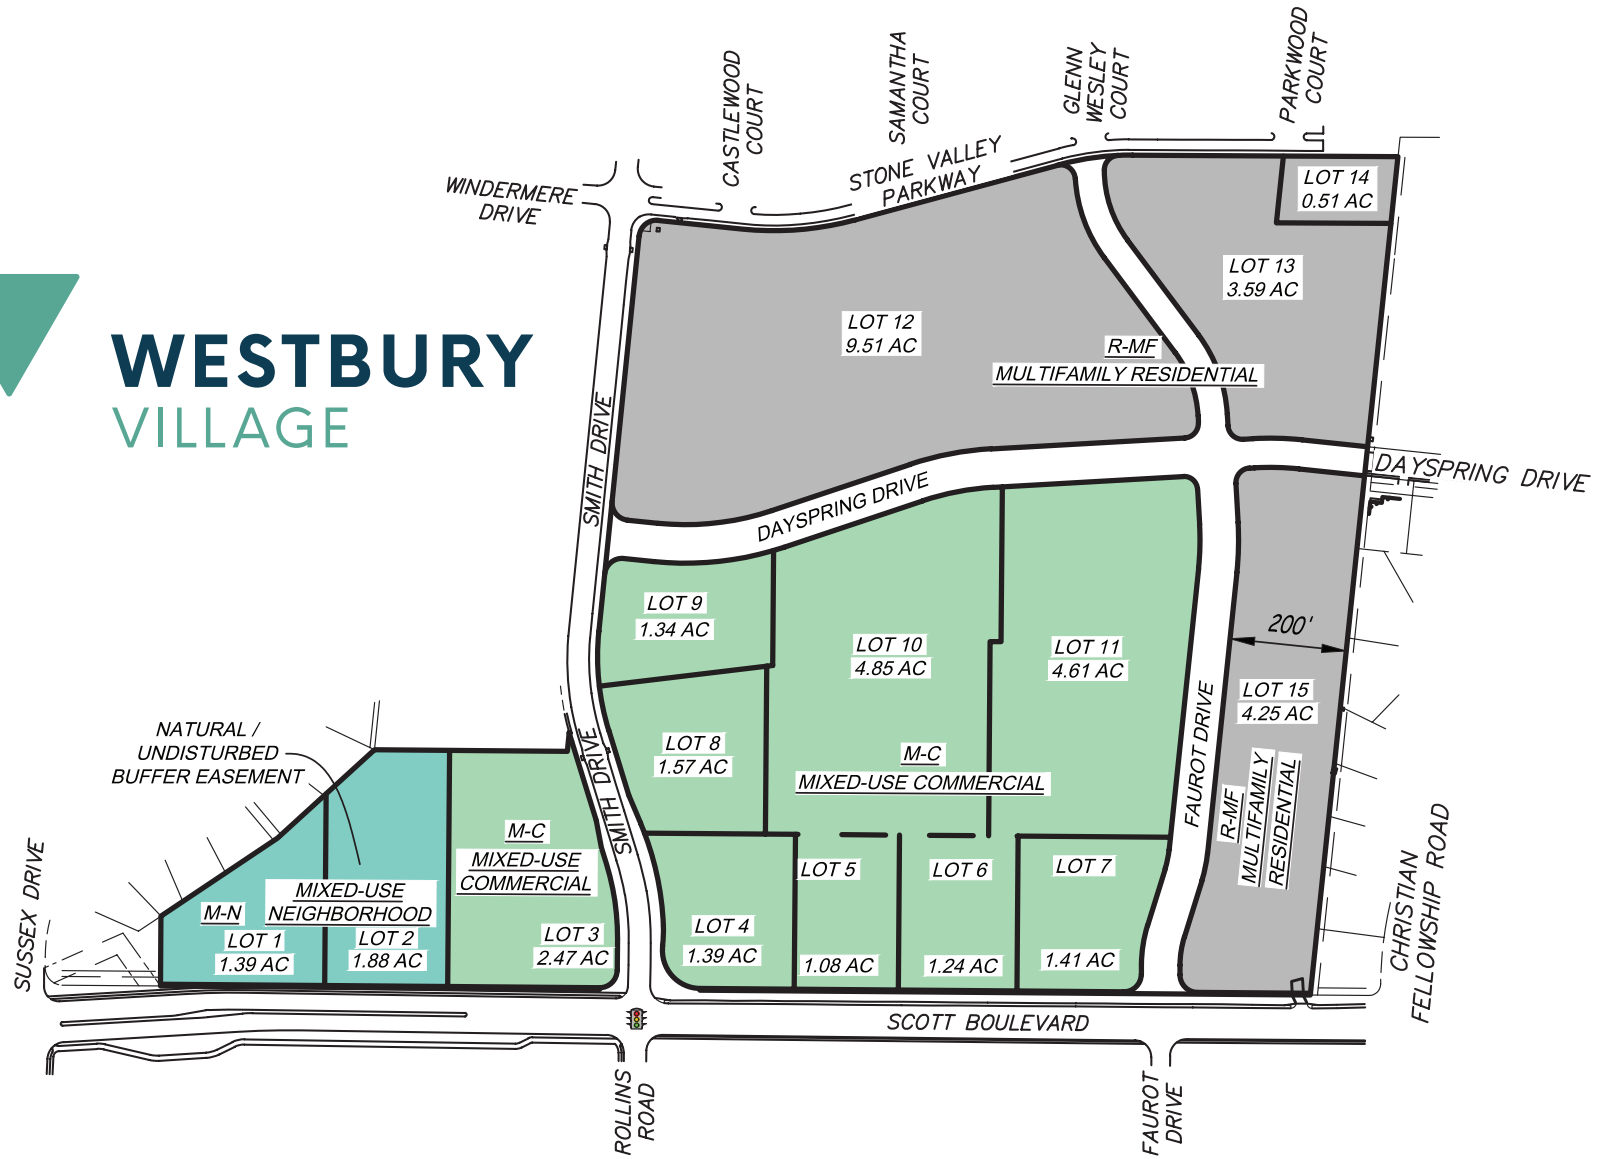 PARKWOOD
COURT
GLENN
WESLEY
COURT
SAMANTHA
COURT
CASTLEWOOD
COURT
STONE VALLEY
PARKWAY
WINDERMERE
DRIVE
LOT 14
0.51 AC
LOT 13
3.59 AC
LOT 12
9.51 AC
R-MF
MULTIFAMILY RESIDENTIAL
WESTBURY
VILLAGE
SMITH DRIVE
DAYSPRING DRIVE
DAYSPRING DRIVE
LOT 9
1.34 AC
LOT 10
4.85 AC
LOT 11
4.61 AC
200'
LOT 15
4.25 AC
R-MF
MULTIFAMILY
RESIDENTIAL
FAUROT DRIVE
LOT 8
1.57 AC
M-C
MIXED-USE COMMERCIAL
SMITH DRIVE
NATURAL /
UNDISTURBED
BUFFER EASEMENT
M-C
MIXED-USE
COMMERCIAL
MIXED-USE
NEIGHBORHOOD
M-N
LOT 1
1.39 AC
LOT 2
1.88 AC
LOT 3
2.47 AC
LOT 4
1.39 AC
LOT 5
1.08 AC
LOT 6
1.24 AC
LOT 7
1.41 AC
SUSSEX DRIVE
CHRISTIAN
FELLOWSHIP ROAD
SCOTT BOULEVARD
ROLLINS
ROAD
FAUROT
DRIVE